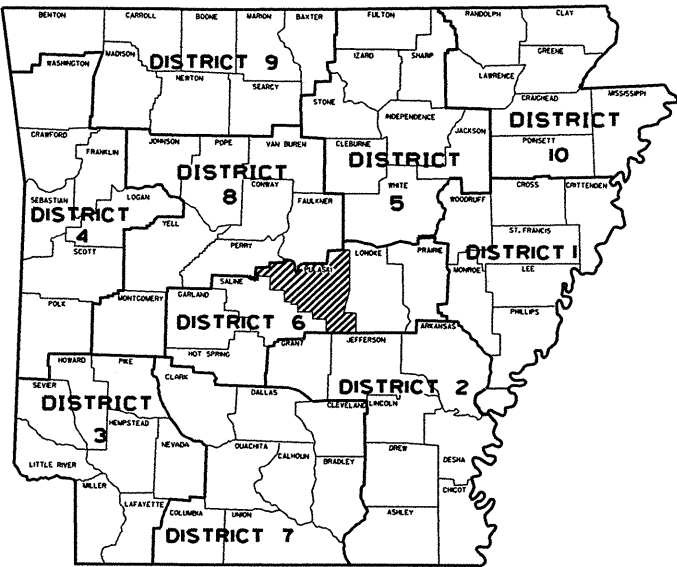 BENTON CARROLL BOONE MARION BAXTER FULTON RANDOLPH CLAY
WASHINGTON MADISON DISTRICT 9 IZARD SHARP GREENE
NEWTON SEARCY LAWRENCE
STONE CRAIGHEAD MISSISSIPPI
INDEPENDENCE DISTRICT
CRAWFORD JOHNSON POPE VAN BUREN CLEBURNE JACKSON POINSETT
FRANKLIN DISTRICT DISTRICT 10
8 CONWAY WHITE CROSS CRITTENDEN
SEBASTIAN LOGAN FAULKNER 5 WOODRUFF
DISTRICT YELL ST. FRANCIS
4 PERRY LONOKE PRAIRIE DISTRICT 1
SCOTT PULASKI MONROE LEE
SALINE
POLK MONTGOMERY GARLAND PHILLIPS
DISTRICT 6 ARKANSAS
GRANT JEFFERSON
HOT SPRING
HOWARD PIKE
CLARK
SEVIER DALLAS DISTRICT 2
DISTRICT CLEVELAND LINCOLN
3 HEMPSTEAD
NEVADA OUACHITA DREW
CALHOUN BRADLEY DESHA
LITTLE RIVER
MILLER CHICOT
LAFAYETTE COLUMBIA UNION ASHLEY
DISTRICT 7